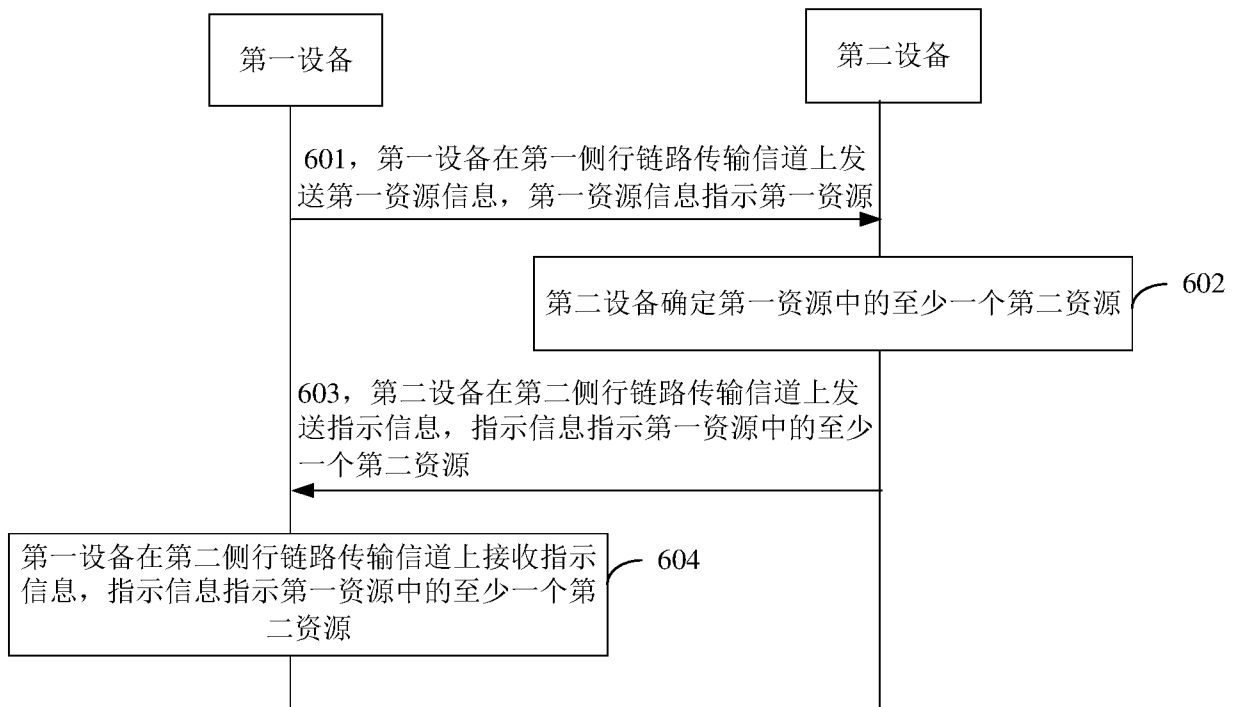 第一设备
第二设备
601，第一设备在第一侧行链路传输信道上发
送第一资源信息，第一资源信息指示第一资源
第二设备确定第一资源中的至少一个第二资源
602
603，第二设备在第二侧行链路传输信道上发
送指示信息，指示信息指示第一资源中的至少
一个第二资源
第一设备在第二侧行链路传输信道上接收指示
信息，指示信息指示第一资源中的至少一个第
二资源
604